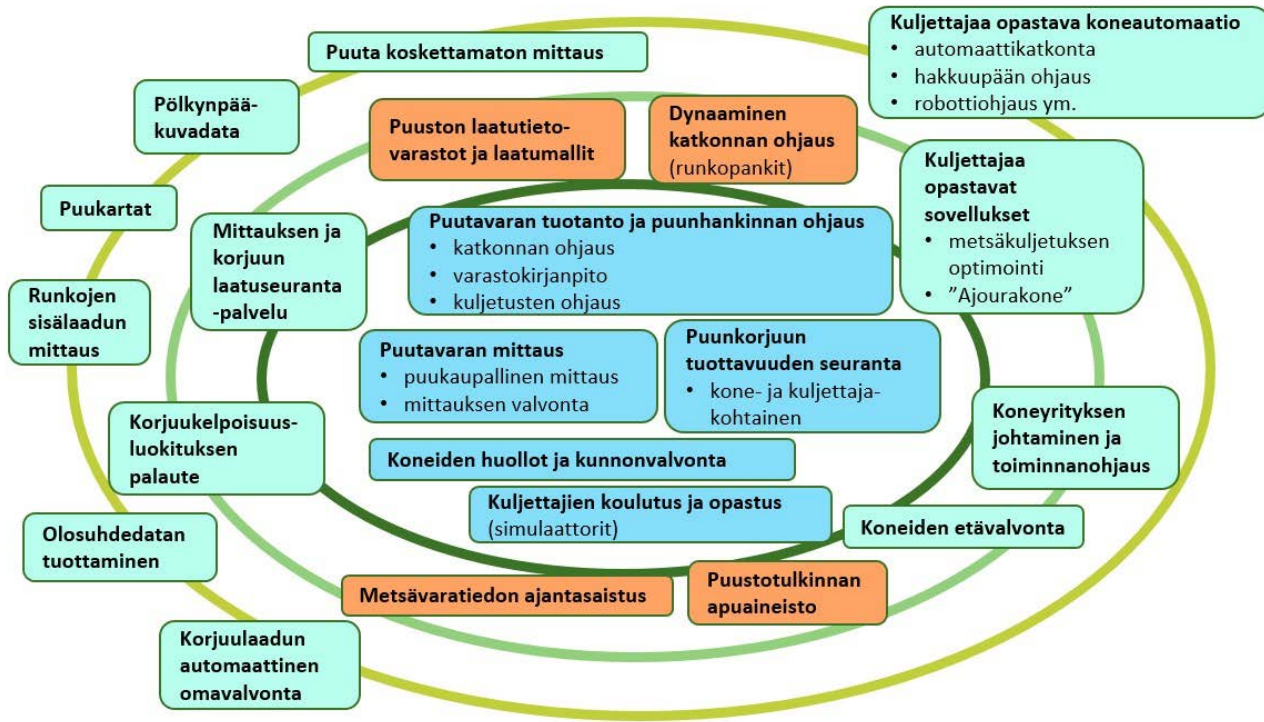 Puuta koskettamaton mittaus
Kuljettajaa opastava koneautomaatio
• automaattikatkonta
• hakkuupään ohjaus
• robottiohjaus ym.
Pölkynpää-
kuvadata
Puuston laatutieto-
varastot ja laatumallit
Dynaaminen
katkonnan ohjaus
(runkopankit)
Kuljettajaa
opastavat
sovellukset
• metsäkuljetuksen
optimointi
• ”Ajourakone”
Puukartat
Mittauksen ja
korjuun
laatuseuranta
-palvelu
Puutavaran tuotanto ja puunhankinnan ohjaus
• katkonnan ohjaus
• varastokirjanpito
• kuljetusten ohjaus
Runkojen
sisälaadun
mittaus
Puutavaran mittaus
• puukaupallinen mittaus
• mittauksen valvonta
Puunkorjuun
tuottavuuden seuranta
• kone- ja kuljettaja-
kohtainen
Korjuukelpoisuus-
luokituksen
palaute
Koneyrityksen
johtaminen ja
toiminnanohjaus
Koneiden huollot ja kunnonvalvonta
Kuljettajien koulutus ja opastus
(simulaattorit)
Koneiden etävalvonta
Olosuhdedatan
tuottaminen
Metsävaratiedon ajantasaistus
Puustotulkinnan
apuaineisto
Korjuulaadun
automaattinen
omavalvonta